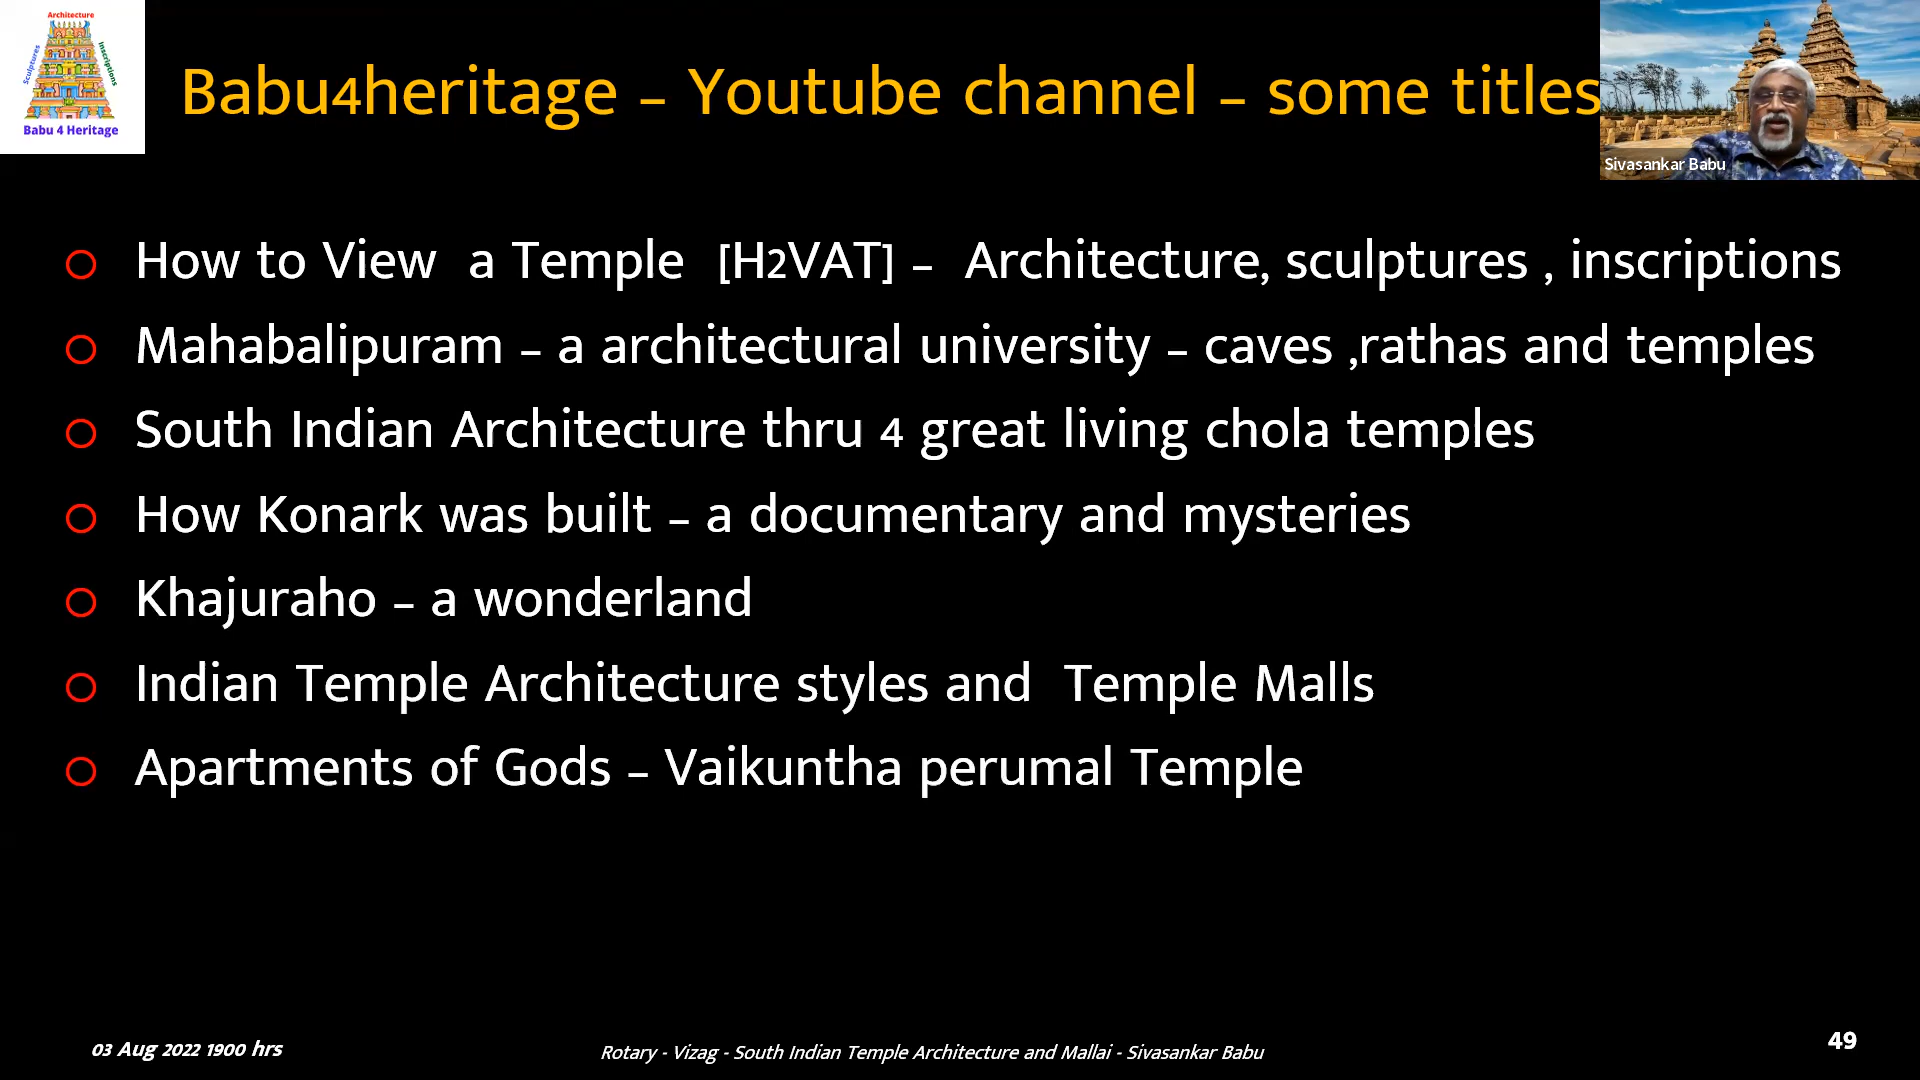 Architecture
Sculptures
Inscriptions
Babu 4 Heritage
Babu4heritage – Youtube channel – some titles
Sivasankar Babu
How to View  a Temple  [H2VAT] –  Architecture, sculptures , inscriptions
Mahabalipuram – a architectural university – caves ,rathas and temples
South Indian Architecture thru 4 great living chola temples
How Konark was built – a documentary and mysteries
Khajuraho – a wonderland
Indian Temple Architecture styles and  Temple Malls
Apartments of Gods – Vaikuntha perumal Temple
03 Aug 2022 1900 hrs
Rotary - Vizag - South Indian Temple Architecture and Mallai - Sivasankar Babu
49